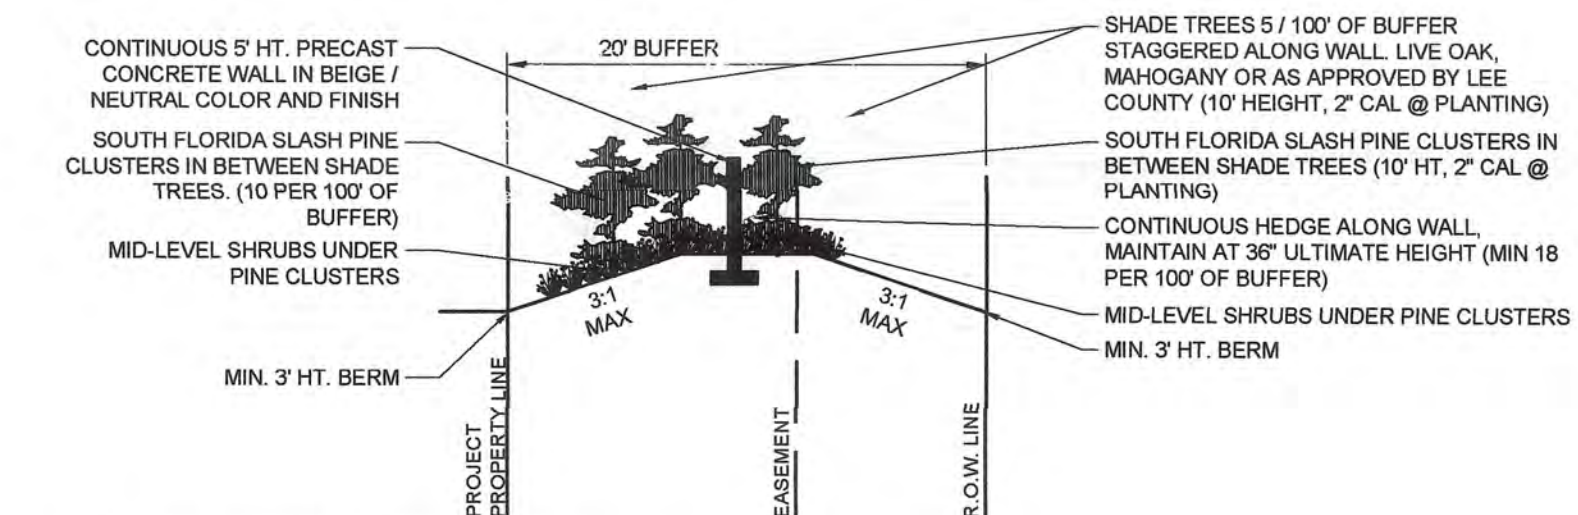 CONTINUOUS 5' HT. PRECAST
CONCRETE WALL IN BEIGE /
NEUTRAL COLOR AND FINISH
SOUTH FLORIDA SLASH PINE
CLUSTERS IN BETWEEN SHADE
TREES. (10 PER 100' OF
BUFFER)
MID-LEVEL SHRUBS UNDER
PINE CLUSTERS
MIN. 3' HT. BERM
20' BUFFER
3:1
MAX
3:1
MAX
PROJECT
PROPERTY LINE
EASEMENT
R.O.W. LINE
SHADE TREES 5 / 100' OF BUFFER
STAGGERED ALONG WALL. LIVE OAK,
MAHOGANY OR AS APPROVED BY LEE
COUNTY (10' HEIGHT, 2" CAL @ PLANTING)
SOUTH FLORIDA SLASH PINE CLUSTERS IN
BETWEEN SHADE TREES (10' HT, 2" CAL @
PLANTING)
CONTINUOUS HEDGE ALONG WALL,
MAINTAIN AT 36" ULTIMATE HEIGHT (MIN 18
PER 100' OF BUFFER)
MID-LEVEL SHRUBS UNDER PINE CLUSTERS
MIN. 3' HT. BERM